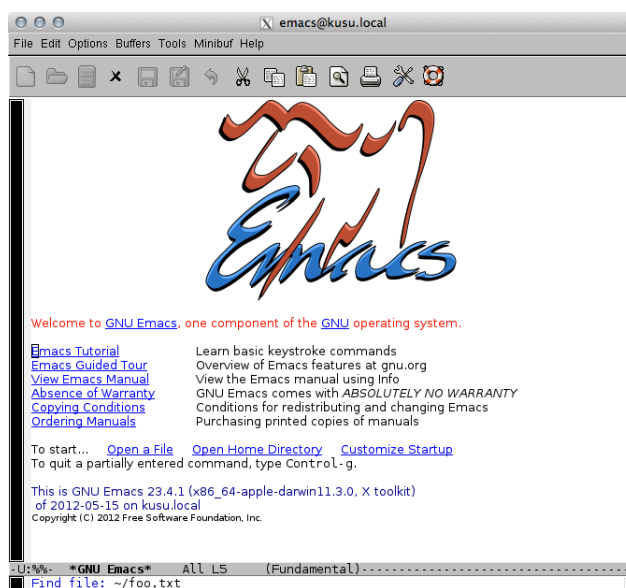 emacs@kusu.local
File Edit Options Buffers Tools Minibuf Help
Emacs
Welcome to GNU Emacs, one component of the GNU operating system.
Emacs Tutorial Learn basic keystroke commands
Emacs Guided Tour Overview of Emacs features at gnu.org
View Emacs Manual View the Emacs manual using Info
Absence of Warranty GNU Emacs comes with ABSOLUTELY NO WARRANTY
Copying Conditions Conditions for redistributing and changing Emacs
Ordering Manuals Purchasing printed copies of manuals
To start... Open a File Open Home Directory Customize Startup
To quit a partially entered command, type Control-g.
This is GNU Emacs 23.4.1 (x86_64-apple-darwin11.3.0, X toolkit)
of 2012-05-15 on kusu.local
Copyright (C) 2012 Free Software Foundation, Inc.
-U:%%- *GNU Emacs* All L5 (Fundamental)----------------------------------
Find file: ~/foo.txt